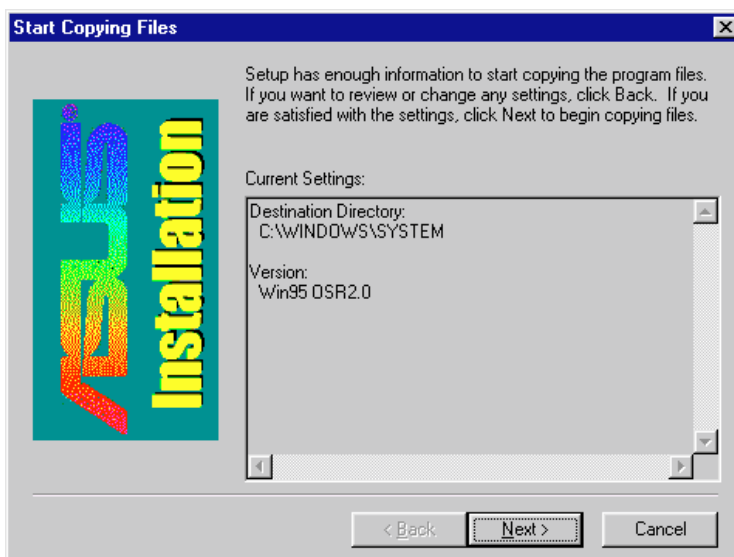 Start Copying Files
Setup has enough information to start copying the program files.
If you want to review or change any settings, click Back. If you
are satisfied with the settings, click Next to begin copying files.
ASUS
Installation
Current Settings:
Destination Directory:
C:\WINDOWS\SYSTEM
Version:
Win95 OSR2.0
< Back
Next >
Cancel